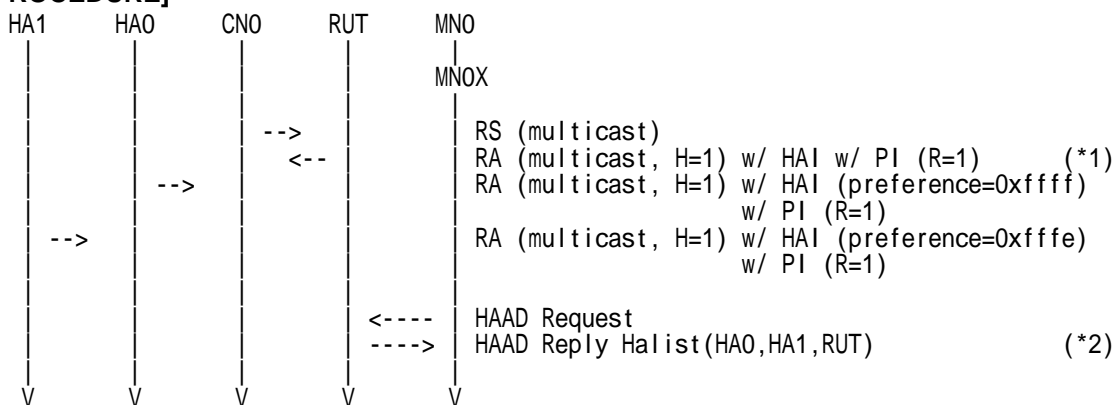 ROCEDURE]
HA1 HA0 CN0 RUT MN0
MN0X
--> RS (multicast)
<-- RA (multicast, H=1) w/ HAI w/ PI (R=1) (*1)
--> RA (multicast, H=1) w/ HAI (preference=0xffff)
w/ PI (R=1)
--> RA (multicast, H=1) w/ HAI (preference=0xfffe)
w/ PI (R=1)
<---- HAAD Request
----> HAAD Reply Halist(HA0,HA1,RUT) (*2)
V V V V V